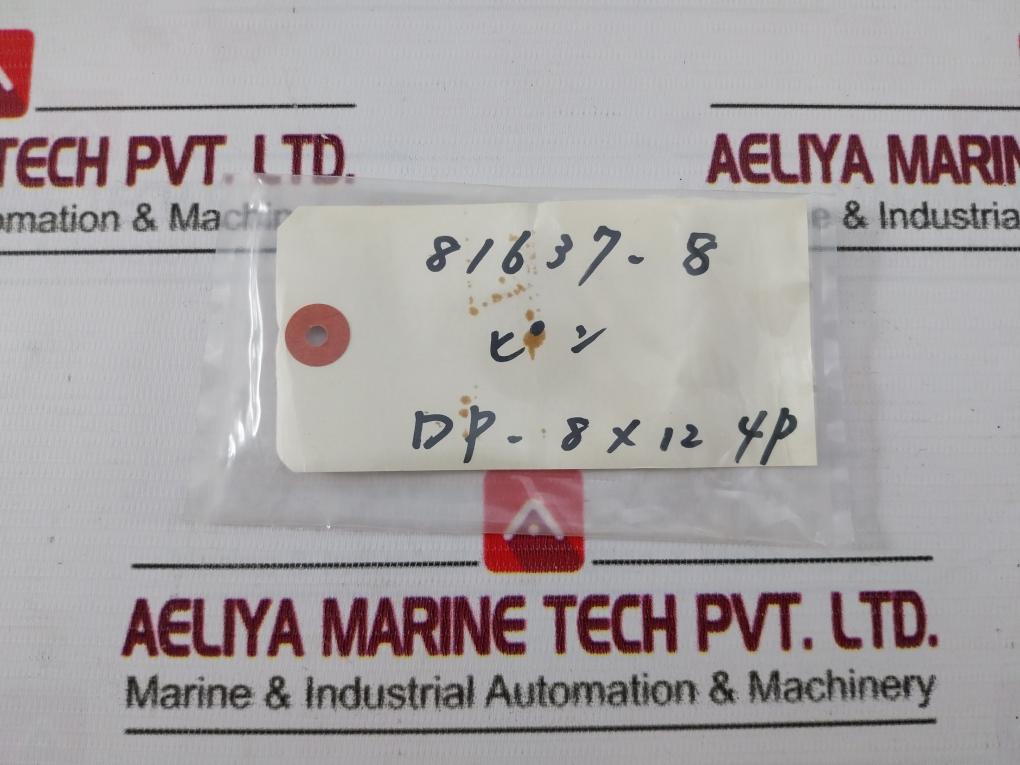 TECH PVT. LTD.
omation & Machin
AELIYA MARIN
e & Industria
81637-8
ピン
DP-8×12 4P
AELIYA MARINE TECH PVT. LTD.
Marine & Industrial Automation & Machinery